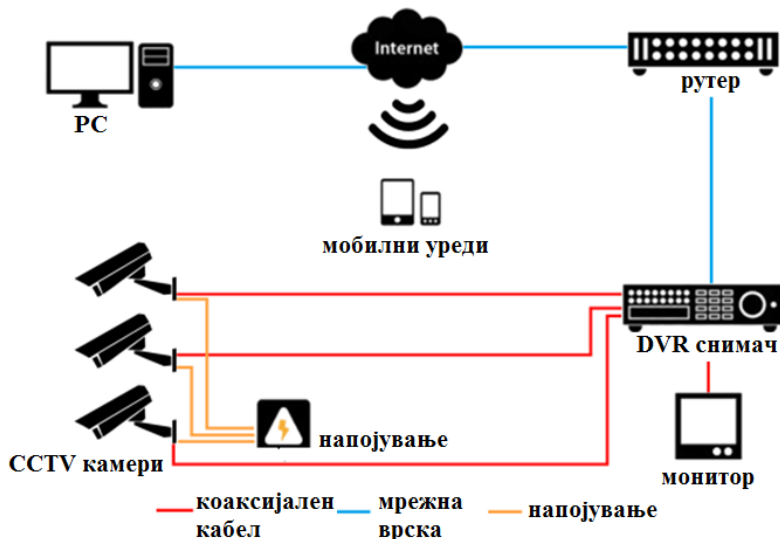 Internet
рутер
PC
мобилни уреди
DVR снимач
напојување
CCTV камери
монитор
коаксијален
кабел
мрежна
врска
напојување